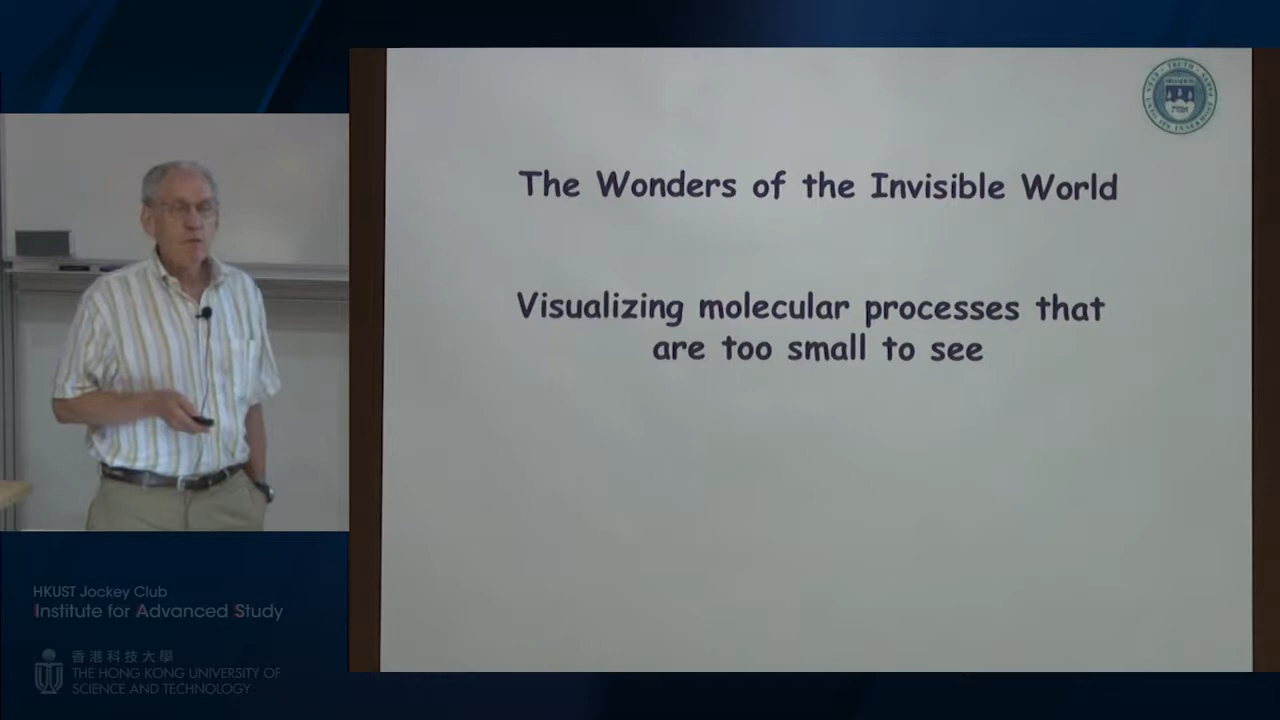 The Wonders of the Invisible World
Visualizing molecular processes that
are too small to see
HKUST Jockey Club
Institute for Advanced Study
香港科技大學
THE HONG KONG UNIVERSITY OF
SCIENCE AND TECHNOLOGY